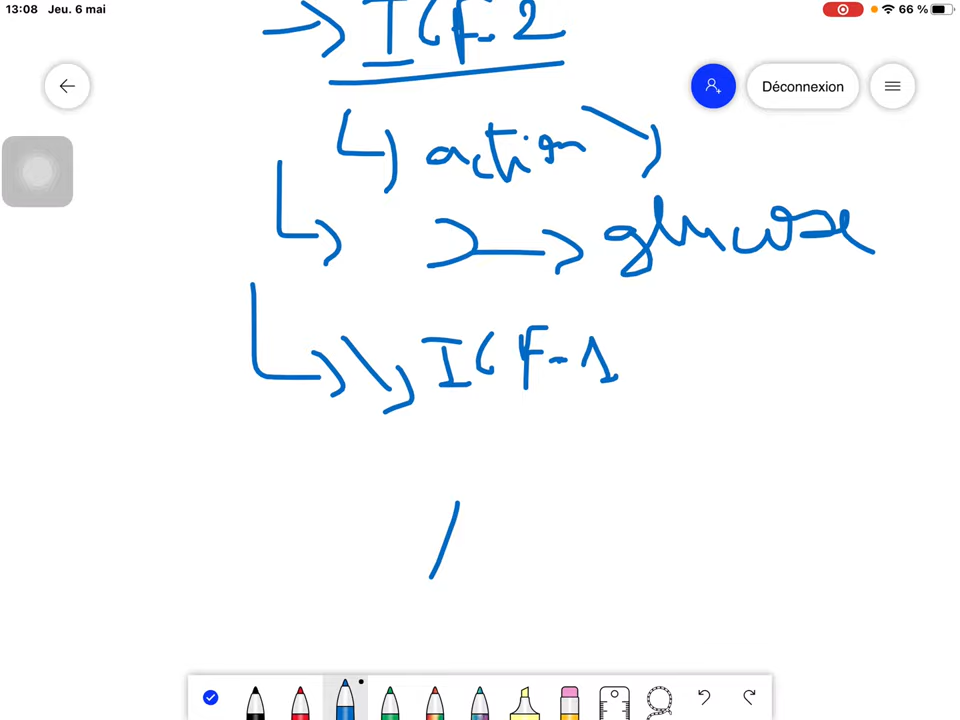 13:08 Jeu. 6 mai 66 %
→ IGF-2
Déconnexion
↳ action ↘
↳ → glucose
↳ ↘ IGF-1
/